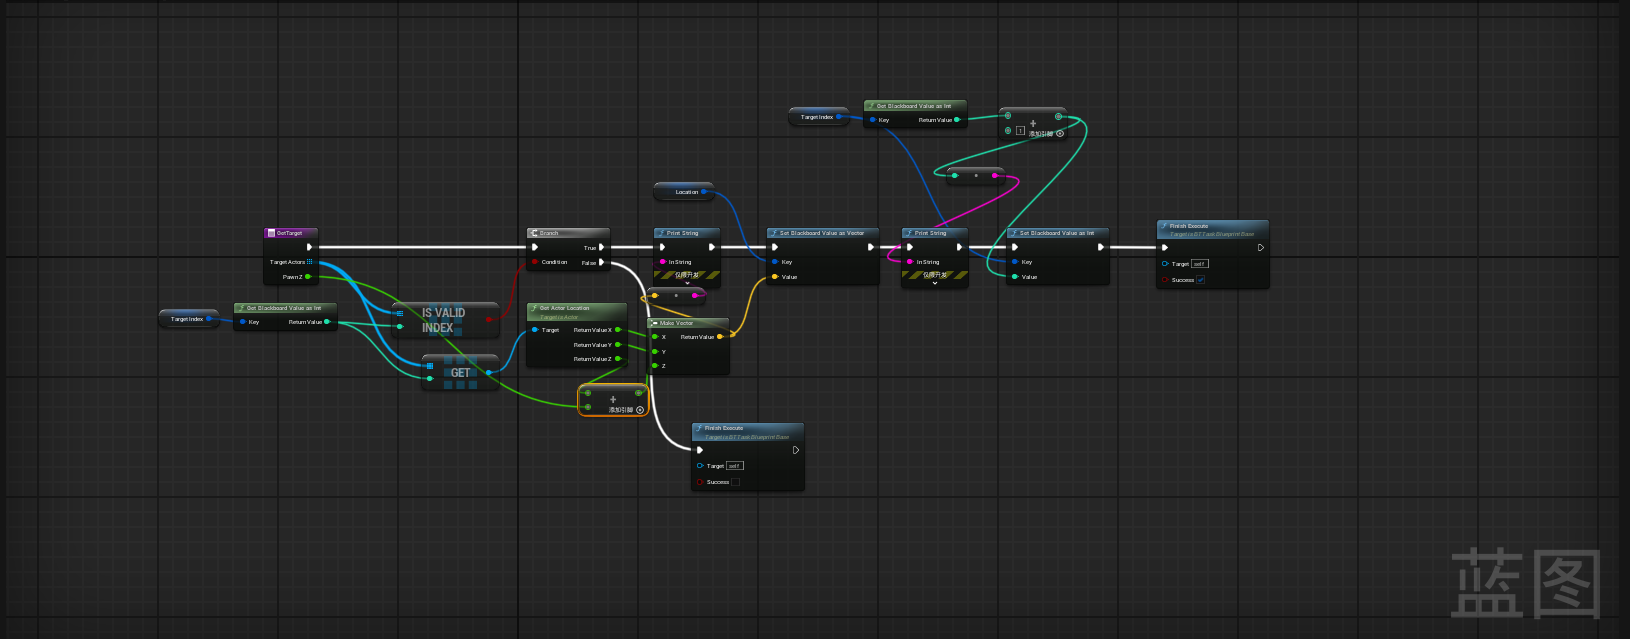 Target Index
Get Blackboard Value as Int
Key
Return Value
1
添加引脚
Location
GetTarget
Target Actors
Pawn Z
Branch
Condition
True
False
Print String
In String
仅限开发
Set Blackboard Value as Vector
Key
Value
Print String
In String
仅限开发
Set Blackboard Value as Int
Key
Value
Finish Execute
Target is BTTask Blueprint Base
Target
self
Success
Target Index
Get Blackboard Value as Int
Key
Return Value
IS VALID
INDEX
GET
Get Actor Location
Target is Actor
Target
Return Value X
Return Value Y
Return Value Z
Make Vector
X
Y
Z
Return Value
添加引脚
Finish Execute
Target is BTTask Blueprint Base
Target
self
Success
蓝图